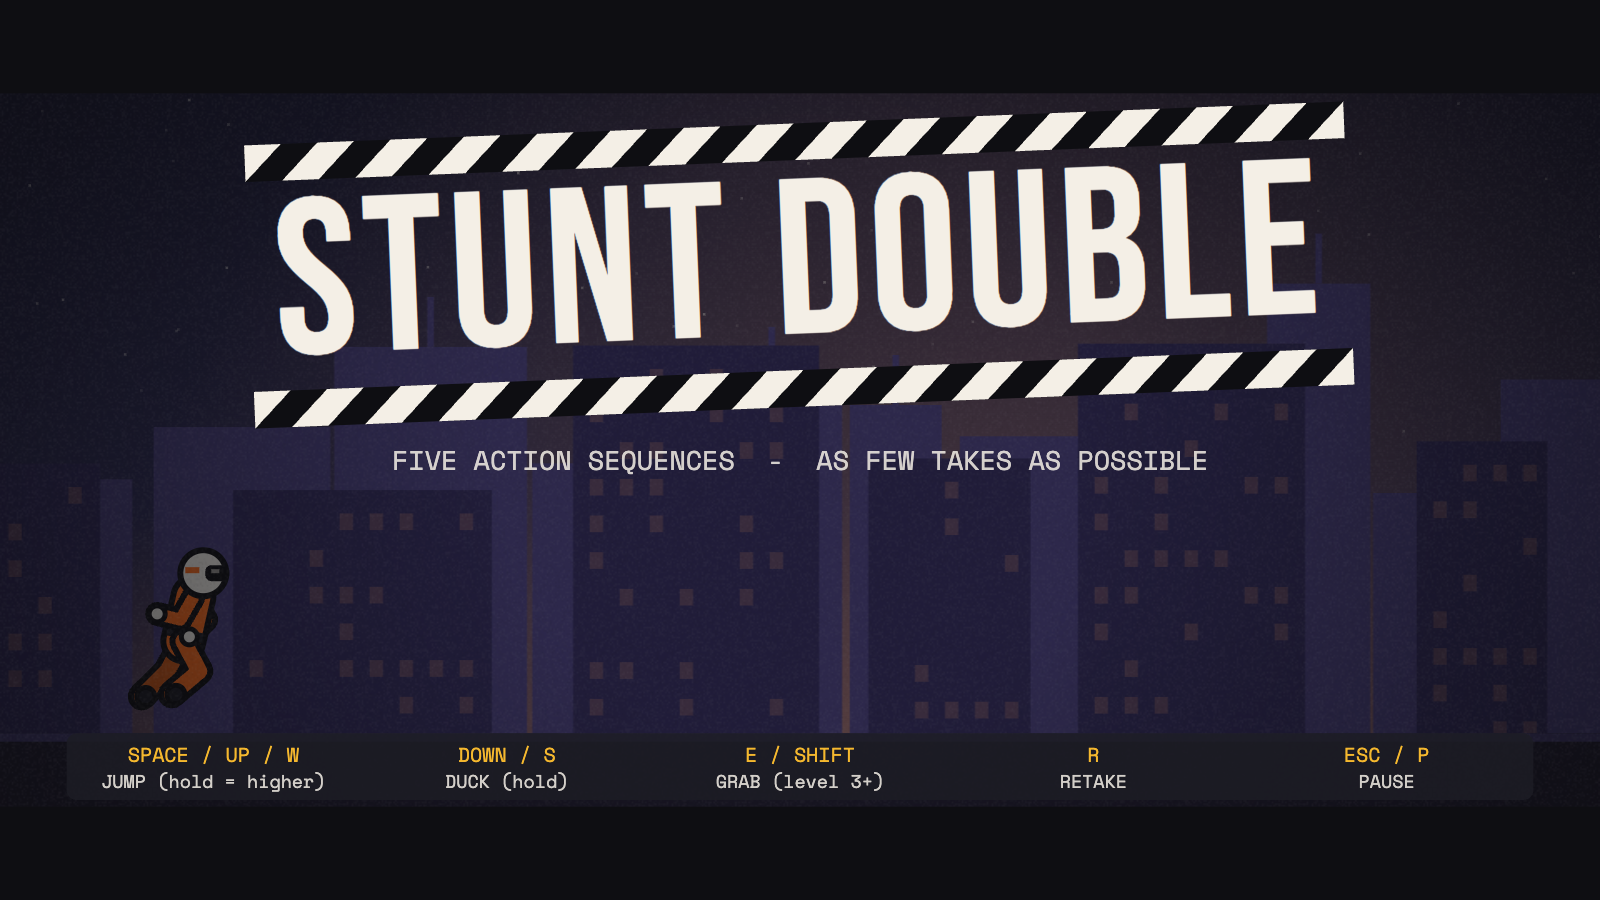 STUNT DOUBLE
FIVE ACTION SEQUENCES - AS FEW TAKES AS POSSIBLE
SPACE / UP / W
JUMP (hold = higher)
DOWN / S
DUCK (hold)
E / SHIFT
GRAB (level 3+)
R
RETAKE
ESC / P
PAUSE